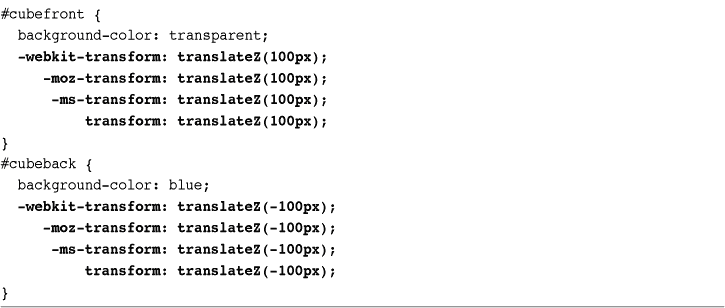 #cubefront {
  background-color: transparent;
  -webkit-transform: translateZ(100px);
     -moz-transform: translateZ(100px);
      -ms-transform: translateZ(100px);
          transform: translateZ(100px);
}
#cubeback {
  background-color: blue;
  -webkit-transform: translateZ(-100px);
     -moz-transform: translateZ(-100px);
      -ms-transform: translateZ(-100px);
          transform: translateZ(-100px);
}